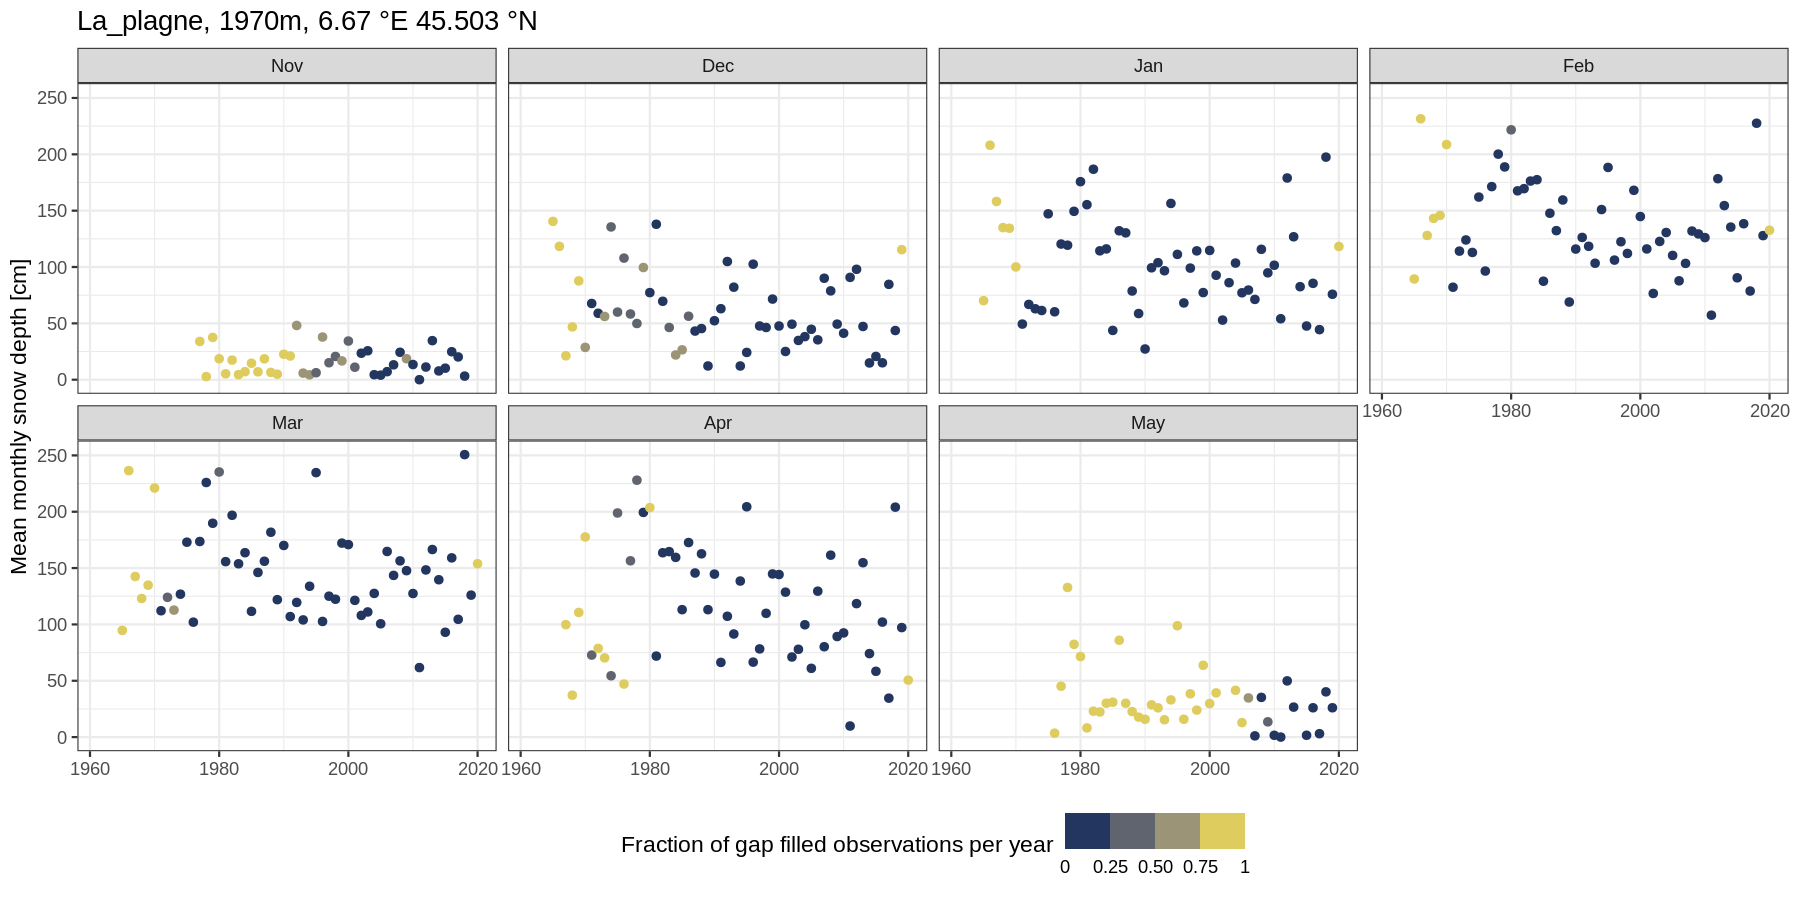 La_plagne, 1970m, 6.67 °E 45.503 °N
Nov Dec Jan Feb
250
200
150
100
50
0
1960 1980 2000 2020
Mar Apr May
250
200
150
100
50
0
1960 1980 2000 2020 1960 1980 2000 2020 1960 1980 2000 2020
Mean monthly snow depth [cm]
Fraction of gap filled observations per year
0 0.25 0.50 0.75 1